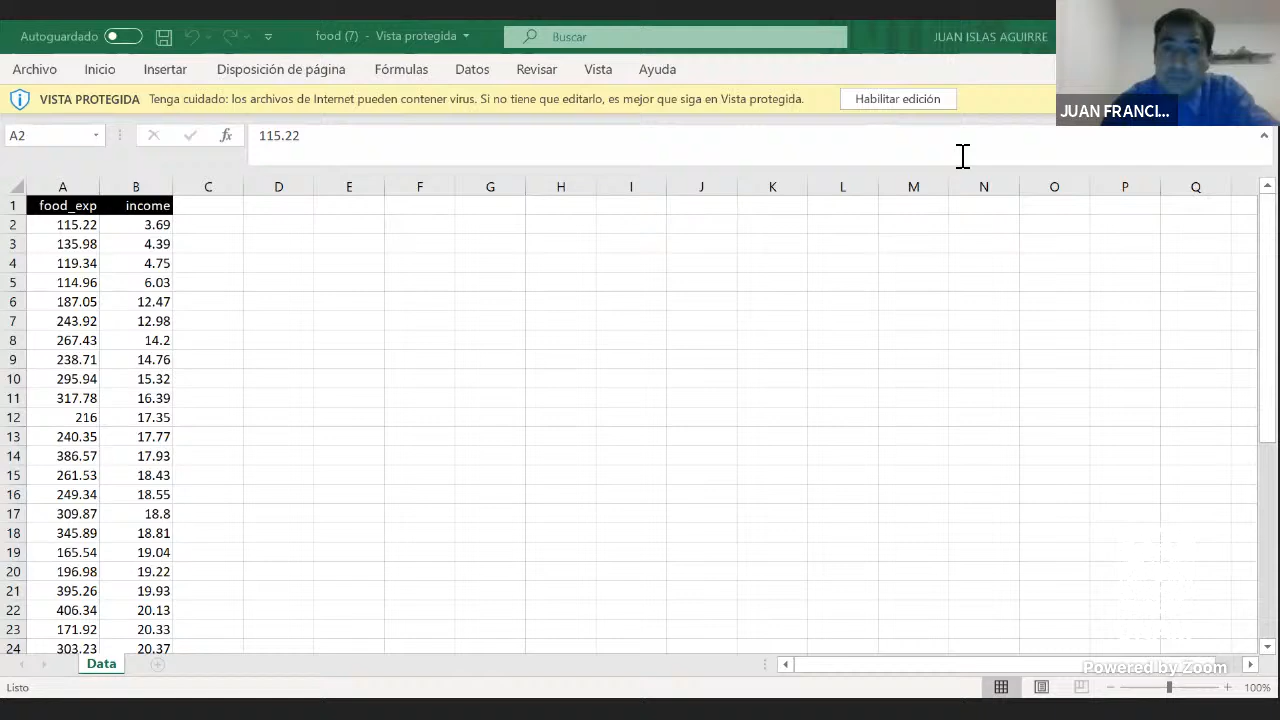 Autoguardado food (7) - Vista protegida Buscar JUAN ISLAS AGUIRRE
Archivo Inicio Insertar Disposición de página Fórmulas Datos Revisar Vista Ayuda
VISTA PROTEGIDA Tenga cuidado: los archivos de Internet pueden contener virus. Si no tiene que editarlo, es mejor que siga en Vista protegida. Habilitar edición
JUAN FRANCI...
A2 fx 115.22
A B C D E F G H I J K L M N O P Q
1 food_exp income
2 115.22 3.69
3 135.98 4.39
4 119.34 4.75
5 114.96 6.03
6 187.05 12.47
7 243.92 12.98
8 267.43 14.2
9 238.71 14.76
10 295.94 15.32
11 317.78 16.39
12 216 17.35
13 240.35 17.77
14 386.57 17.93
15 261.53 18.43
16 249.34 18.55
17 309.87 18.8
18 345.89 18.81
19 165.54 19.04
20 196.98 19.22
21 395.26 19.93
22 406.34 20.13
23 171.92 20.33
24 303.23 20.37
Data
Powered by Zoom
Listo 100%